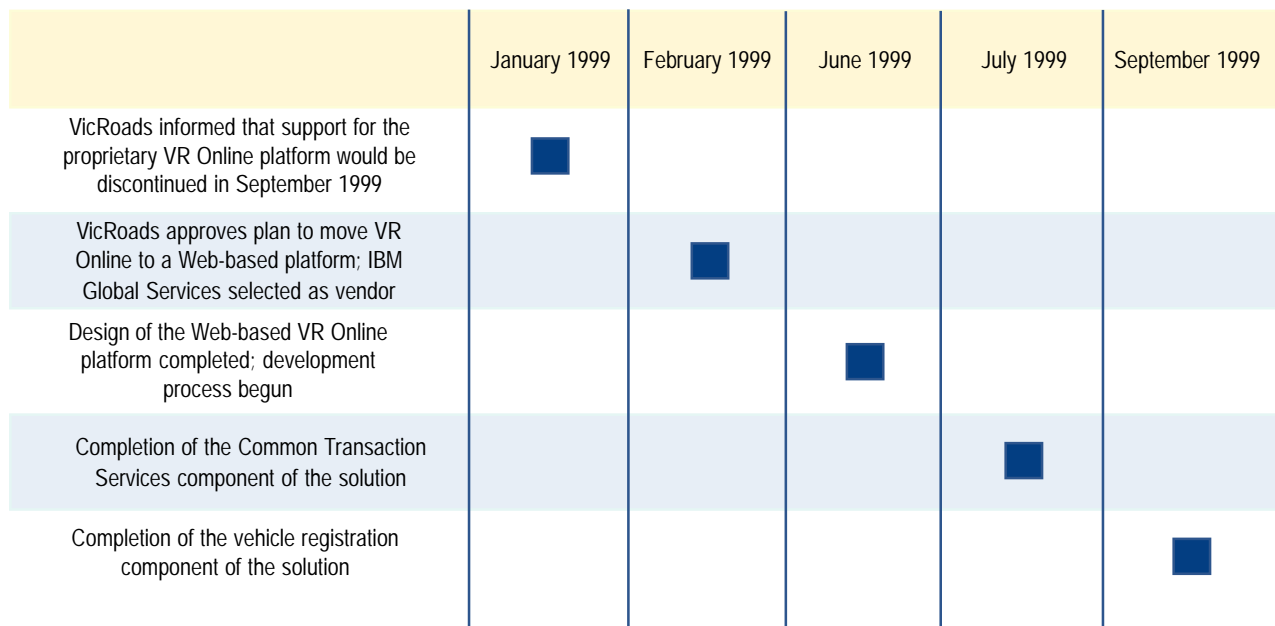 January 1999 February 1999 June 1999 July 1999 September 1999
VicRoads informed that support for the
proprietary VR Online platform would be
discontinued in September 1999
VicRoads approves plan to move VR
Online to a Web-based platform; IBM
Global Services selected as vendor
Design of the Web-based VR Online
platform completed; development
process begun
Completion of the Common Transaction
Services component of the solution
Completion of the vehicle registration
component of the solution